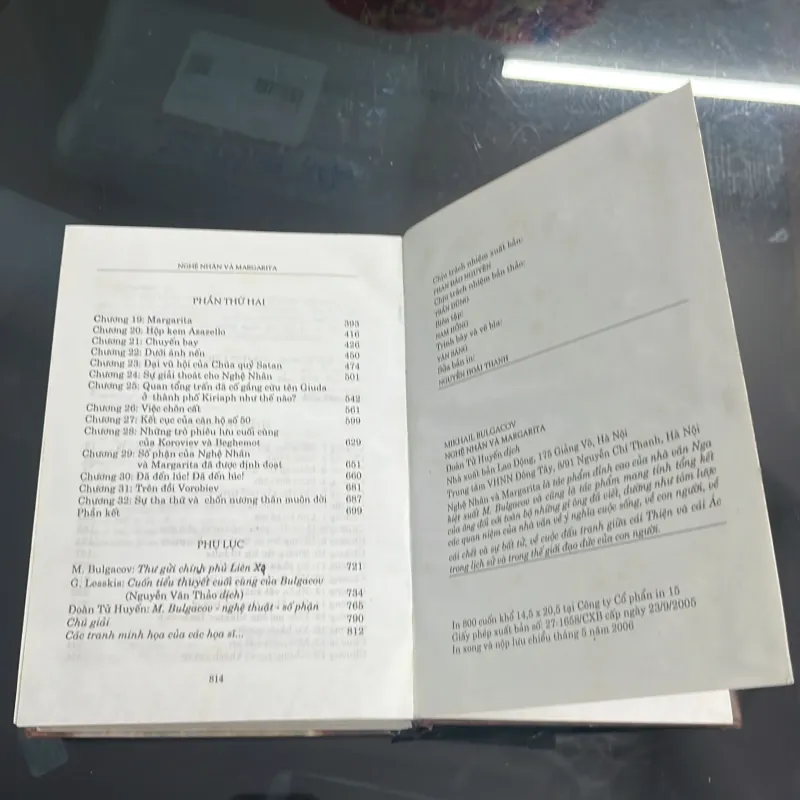 NGHỆ NHÂN VÀ MARGARITA
PHẦN THỨ HAI
Chương 19: Margarita 393
Chương 20: Hộp kem Azazello 416
Chương 21: Chuyến bay 426
Chương 22: Dưới ánh nến 450
Chương 23: Đại vũ hội của Chúa quỷ Satan 474
Chương 24: Sự giải thoát cho Nghệ Nhân 501
Chương 25: Quan tổng trấn đã cố gắng cứu tên Giuđa
ở thành phố Kiriaph như thế nào? 542
Chương 26: Việc chôn cất 561
Chương 27: Kết cục của căn hộ số 50 599
Chương 28: Những trò phiêu lưu cuối cùng
của Koroviev và Beghemot 629
Chương 29: Số phận của Nghệ Nhân
và Margarita đã được định đoạt 651
Chương 30: Đã đến lúc! Đã đến lúc! 660
Chương 31: Trên đồi Vorobiev 681
Chương 32: Sự tha thứ và chốn nương thân muôn đời 687
Phần kết 699
PHỤ LỤC
M. Bulgacov: Thư gửi chính phủ Liên Xô 721
G. Lesskis: Cuốn tiểu thuyết cuối cùng của Bulgacov
(Nguyễn Văn Thảo dịch) 734
Đoàn Tử Huyến: M. Bulgacov - nghệ thuật - số phận 765
Chú giải 790
Các tranh minh họa của các họa sĩ... 812
814
Chịu trách nhiệm xuất bản:
PHAN ĐÀO NGUYÊN
Chịu trách nhiệm bản thảo:
TRẦN DŨNG
Biên tập:
NAM HỒNG
Trình bày và vẽ bìa:
VĂN SÁNG
Sửa bản in:
NGUYỄN HOÀI THANH
MIKHAIL BULGACOV
NGHỆ NHÂN VÀ MARGARITA
Đoàn Tử Huyến dịch
Nhà xuất bản Lao Động, 175 Giảng Võ, Hà Nội
Trung tâm VHNN Đông Tây, 8/91 Nguyễn Chí Thanh, Hà Nội
Nghệ Nhân và Margarita là tác phẩm đỉnh cao của nhà văn Nga
kiệt xuất M. Bulgacov và cũng là tác phẩm mang tính tổng kết
của ông đối với toàn bộ những gì ông đã viết, dường như tóm lược
các quan niệm của nhà văn về ý nghĩa cuộc sống, về con người, về
cái chết và sự bất tử, về cuộc đấu tranh giữa cái Thiện và cái Ác
trong lịch sử và trong thế giới đạo đức của con người.
In 800 cuốn khổ 14,5 x 20,5 tại Công ty Cổ phần in 15
Giấy phép xuất bản số: 27-1658/CXB cấp ngày 23/9/2005
In xong và nộp lưu chiểu tháng 5 năm 2006